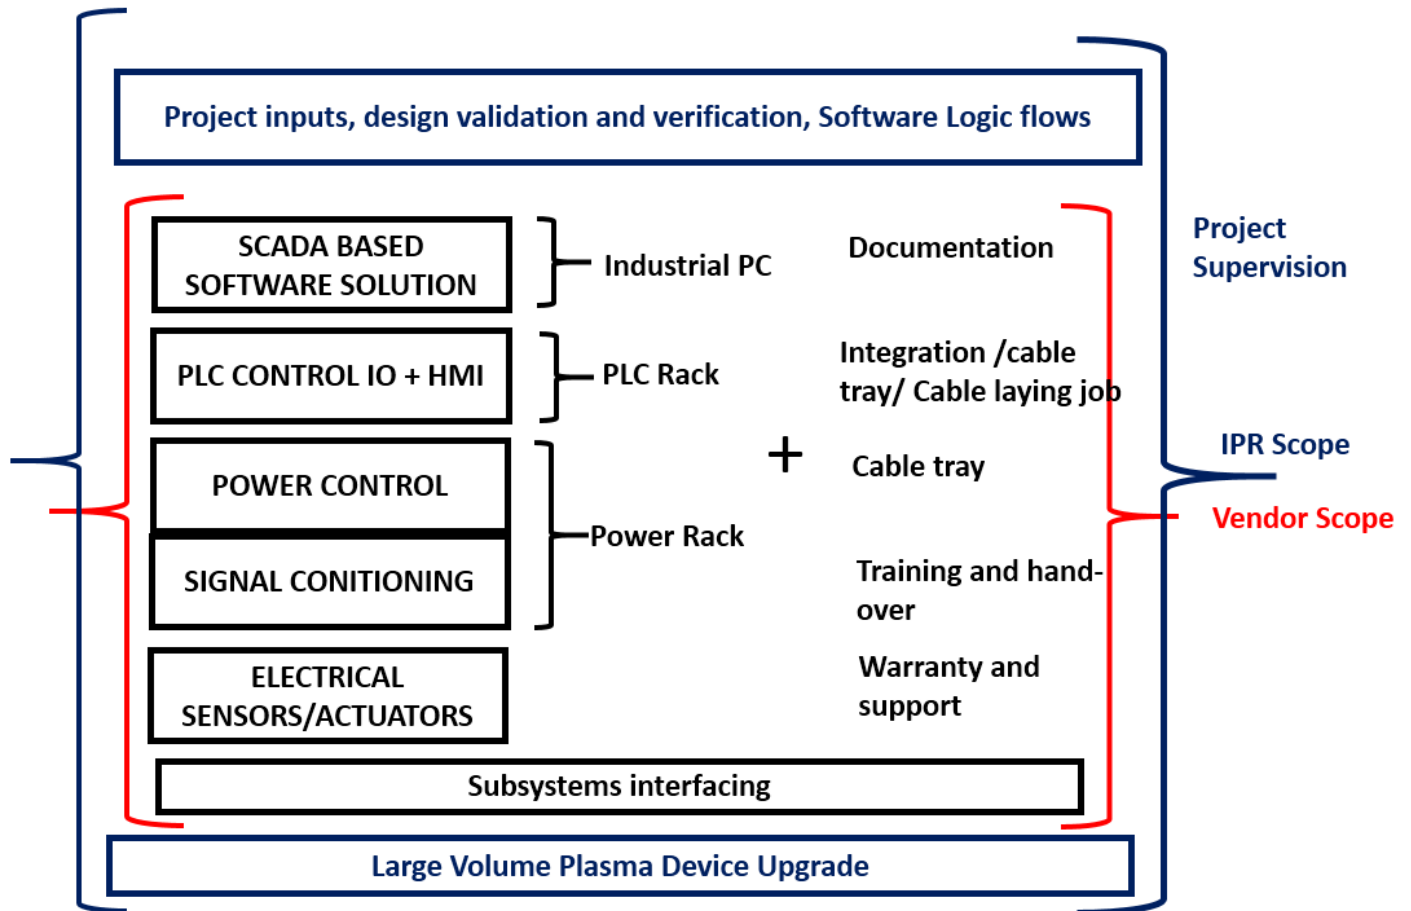 Project inputs, design validation and verification, Software Logic flows
SCADA BASED
SOFTWARE SOLUTION
Industrial PC
Documentation
Project
Supervision
PLC CONTROL IO + HMI
PLC Rack
Integration /cable
tray/ Cable laying job
POWER CONTROL
+
Cable tray
IPR Scope
Vendor Scope
Power Rack
SIGNAL CONITIONING
Training and hand-
over
ELECTRICAL
SENSORS/ACTUATORS
Warranty and
support
Subsystems interfacing
Large Volume Plasma Device Upgrade